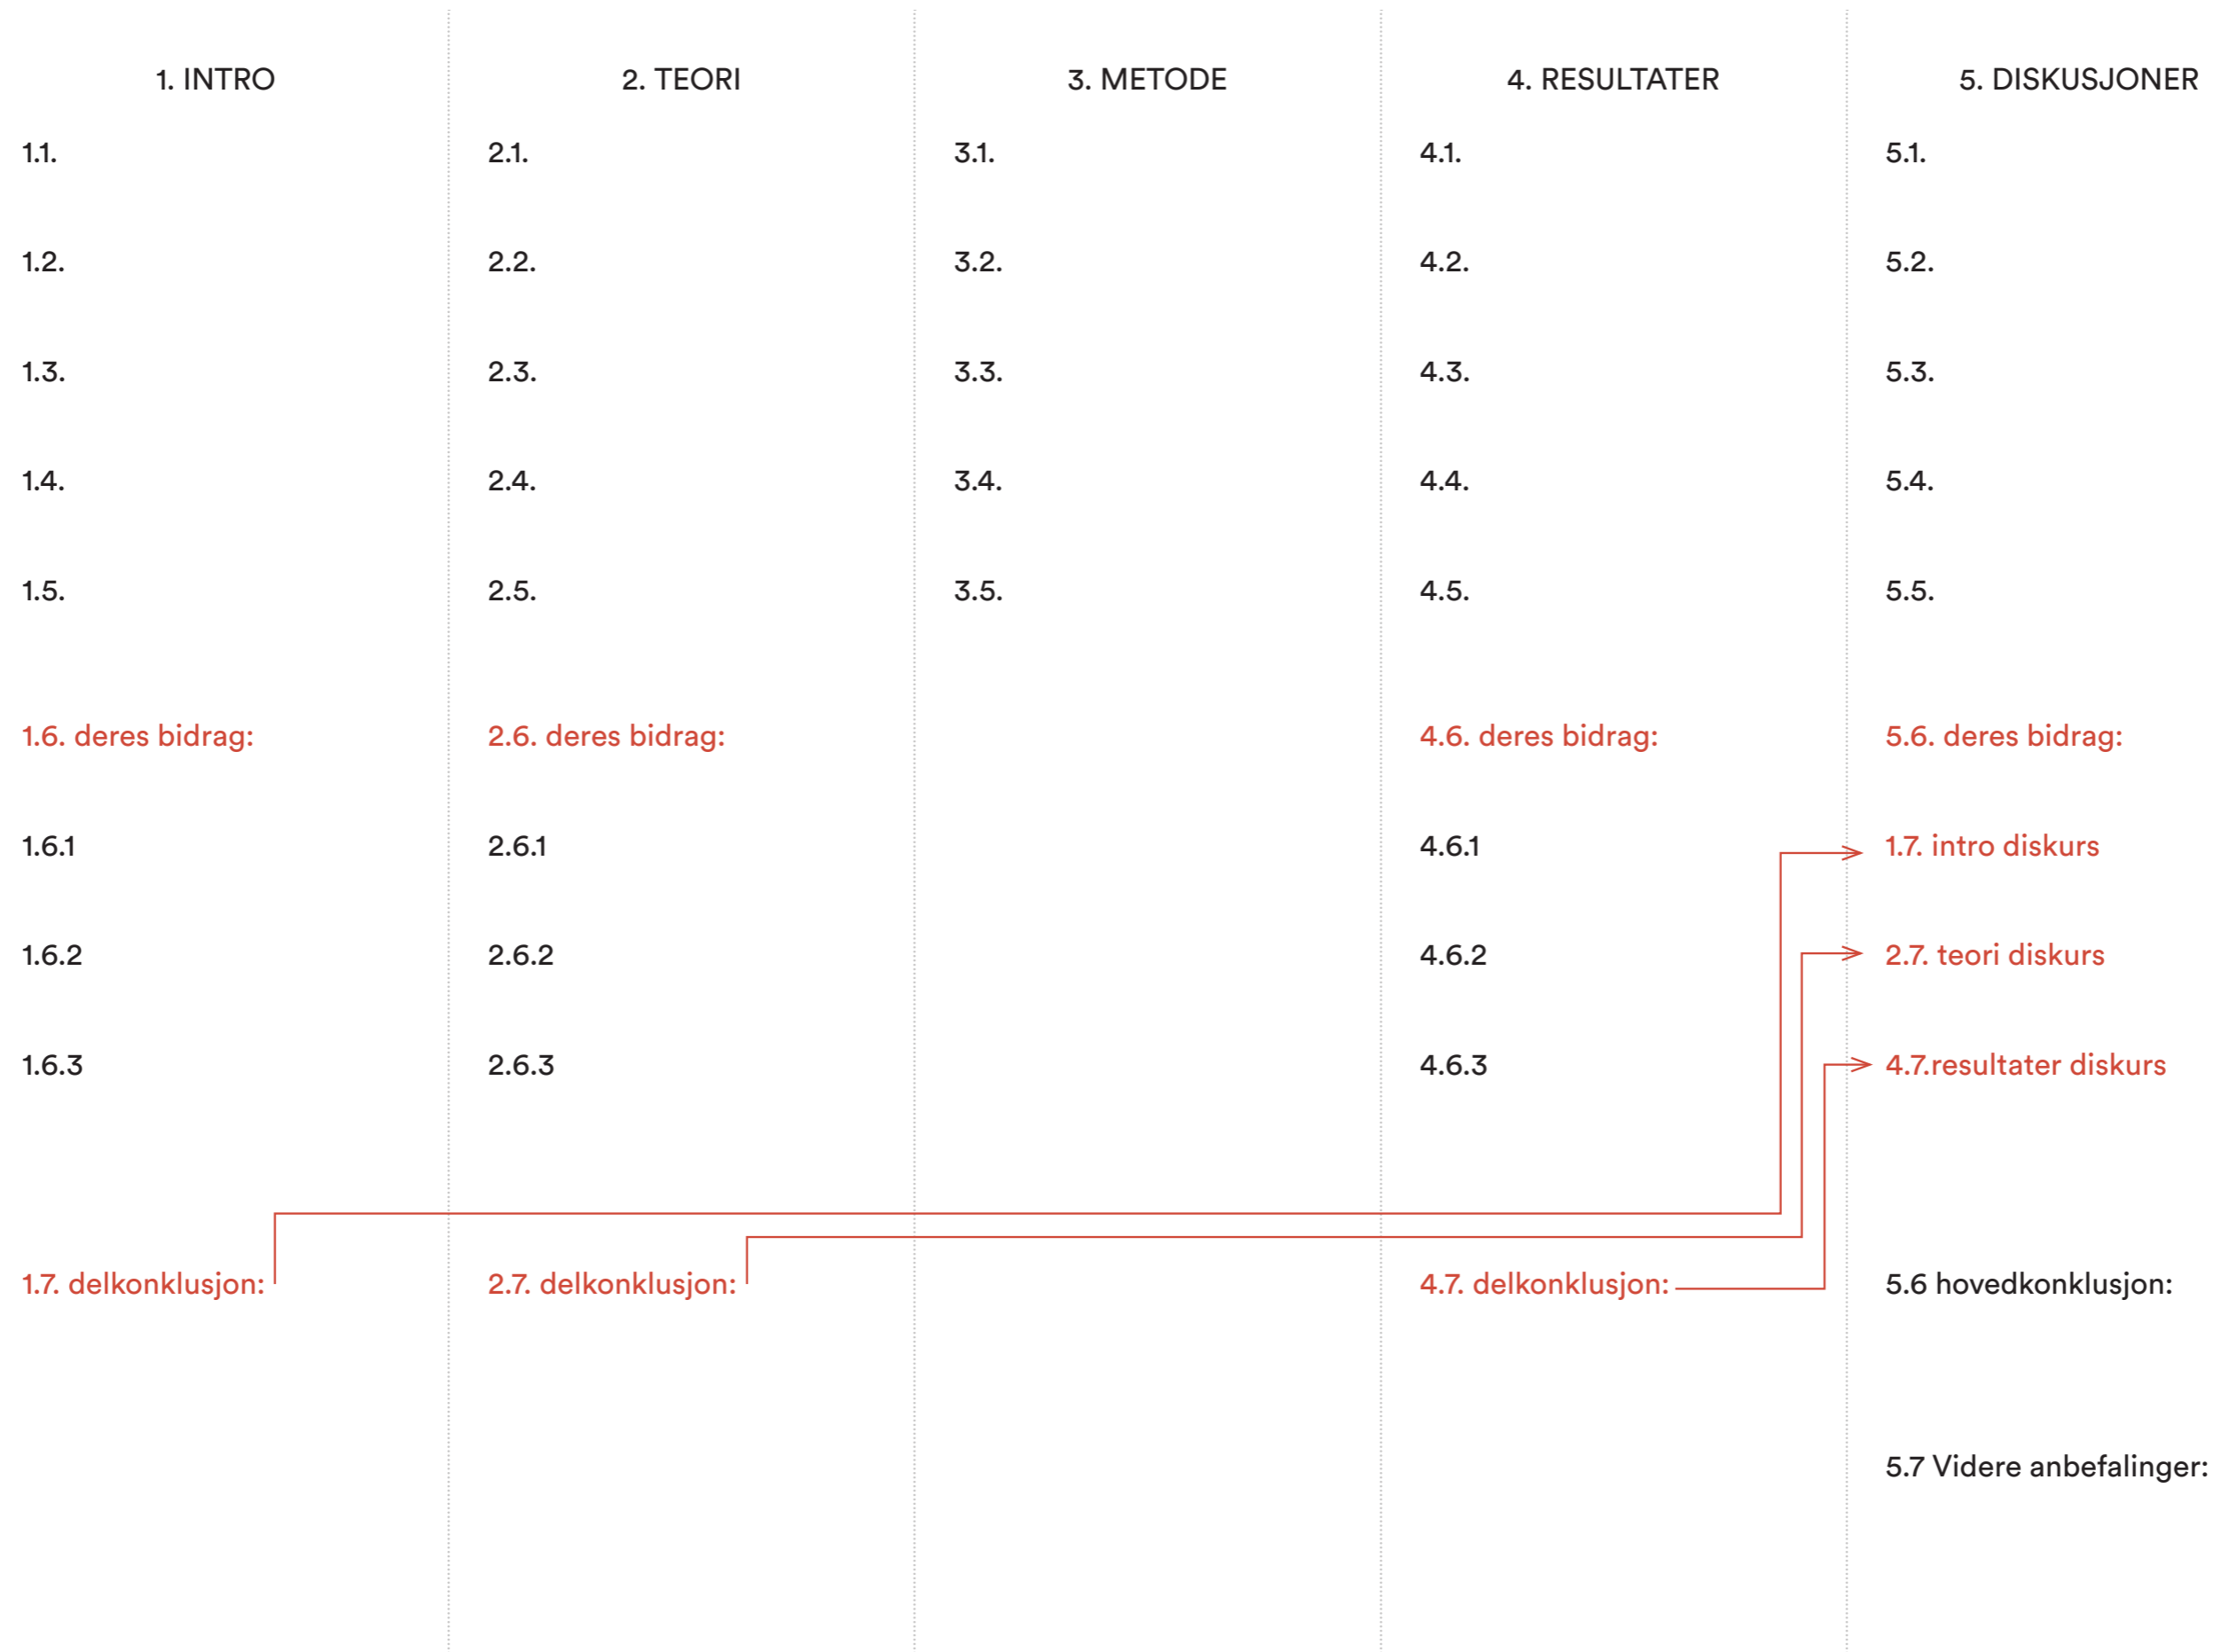 1. INTRO
1.1.
1.2.
1.3.
1.4.
1.5.
1.6. deres bidrag:
1.6.1
1.6.2
1.6.3
1.7. delkonklusjon:
2. TEORI
2.1.
2.2.
2.3.
2.4.
2.5.
2.6. deres bidrag:
2.6.1
2.6.2
2.6.3
2.7. delkonklusjon:
3. METODE
3.1.
3.2.
3.3.
3.4.
3.5.
4. RESULTATER
4.1.
4.2.
4.3.
4.4.
4.5.
4.6. deres bidrag:
4.6.1
4.6.2
4.6.3
4.7. delkonklusjon:
5. DISKUSJONER
5.1.
5.2.
5.3.
5.4.
5.5.
5.6. deres bidrag:
1.7. intro diskurs
2.7. teori diskurs
4.7.resultater diskurs
5.6 hovedkonklusjon:
5.7 Videre anbefalinger: